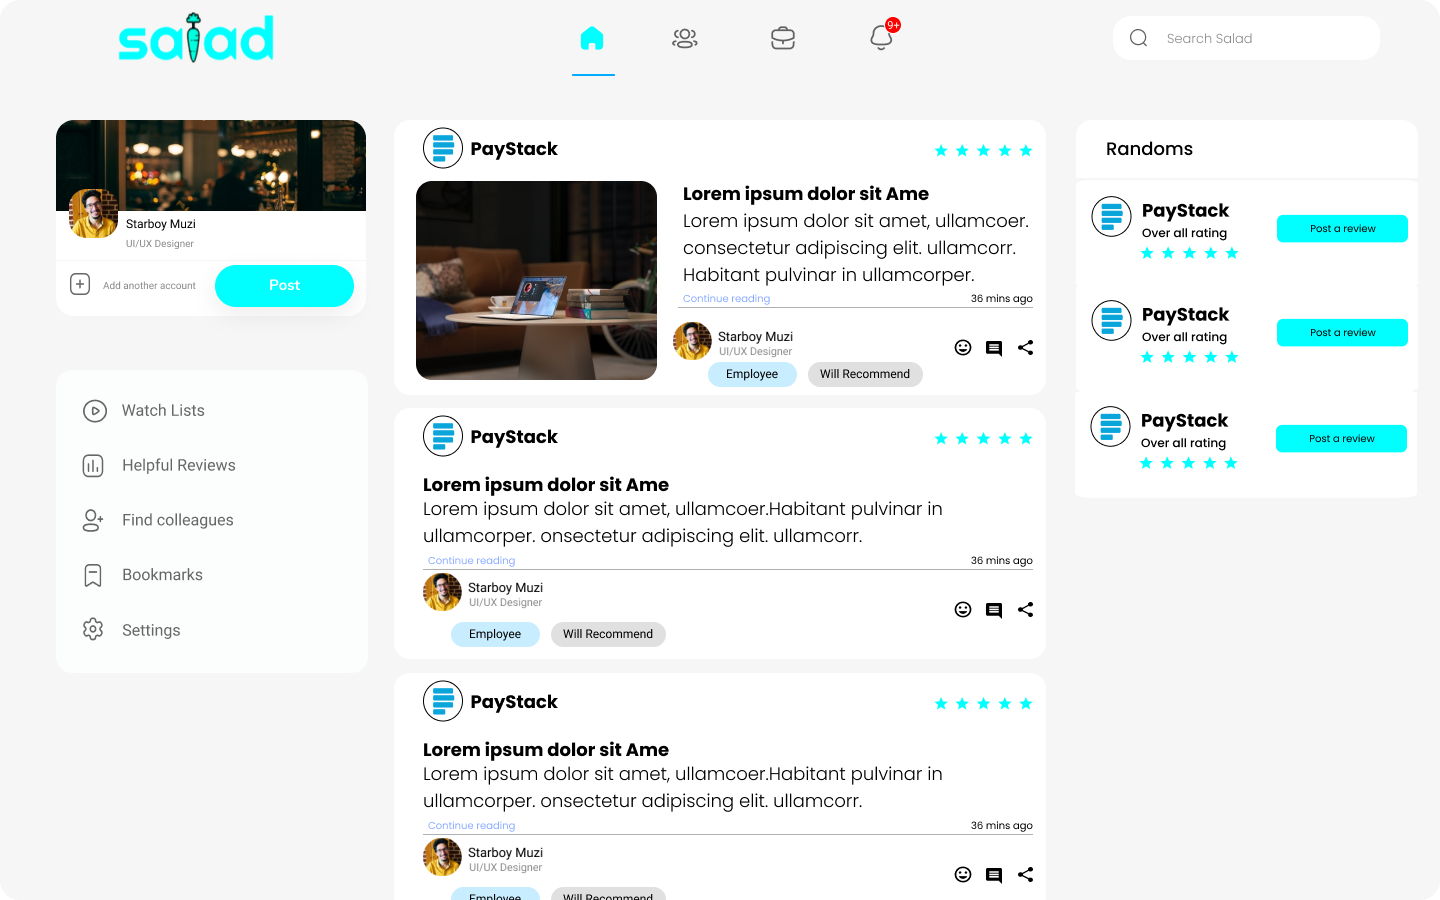 salad
9+
Search Salad
Starboy Muzi
UI/UX Designer
Add another account
Post
Watch Lists
Helpful Reviews
Find colleagues
Bookmarks
Settings
PayStack
Lorem ipsum dolor sit Ame
Lorem ipsum dolor sit amet, ullamcoer.
consectetur adipiscing elit. ullamcorr.
Habitant pulvinar in ullamcorper.
Continue reading
36 mins ago
Starboy Muzi
UI/UX Designer
Employee
Will Recommend
PayStack
Lorem ipsum dolor sit Ame
Lorem ipsum dolor sit amet, ullamcoer.Habitant pulvinar in
ullamcorper. onsectetur adipiscing elit. ullamcorr.
Continue reading
36 mins ago
Starboy Muzi
UI/UX Designer
Employee
Will Recommend
PayStack
Lorem ipsum dolor sit Ame
Lorem ipsum dolor sit amet, ullamcoer.Habitant pulvinar in
ullamcorper. onsectetur adipiscing elit. ullamcorr.
Continue reading
36 mins ago
Starboy Muzi
UI/UX Designer
Employee
Will Recommend
Randoms
PayStack
Over all rating
Post a review
PayStack
Over all rating
Post a review
PayStack
Over all rating
Post a review